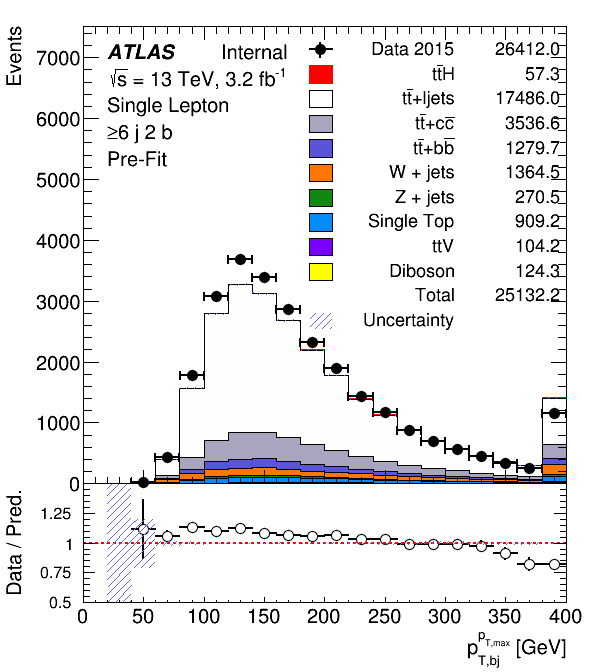 Events
7000
6000
5000
4000
3000
2000
1000
0
ATLAS Internal
√s = 13 TeV, 3.2 fb⁻¹
Single Lepton
≥6 j 2 b
Pre-Fit
Data 2015 26412.0
tt̄H 57.3
tt̄+ljets 17486.0
tt̄+cc̄ 3536.6
tt̄+bb̄ 1279.7
W + jets 1364.5
Z + jets 270.5
Single Top 909.2
ttV 104.2
Diboson 124.3
Total 25132.2
Uncertainty
Data / Pred.
1.25
1
0.75
0.5
0 50 100 150 200 250 300 350 400
p_{T,bj}^{p_{T,max}} [GeV]